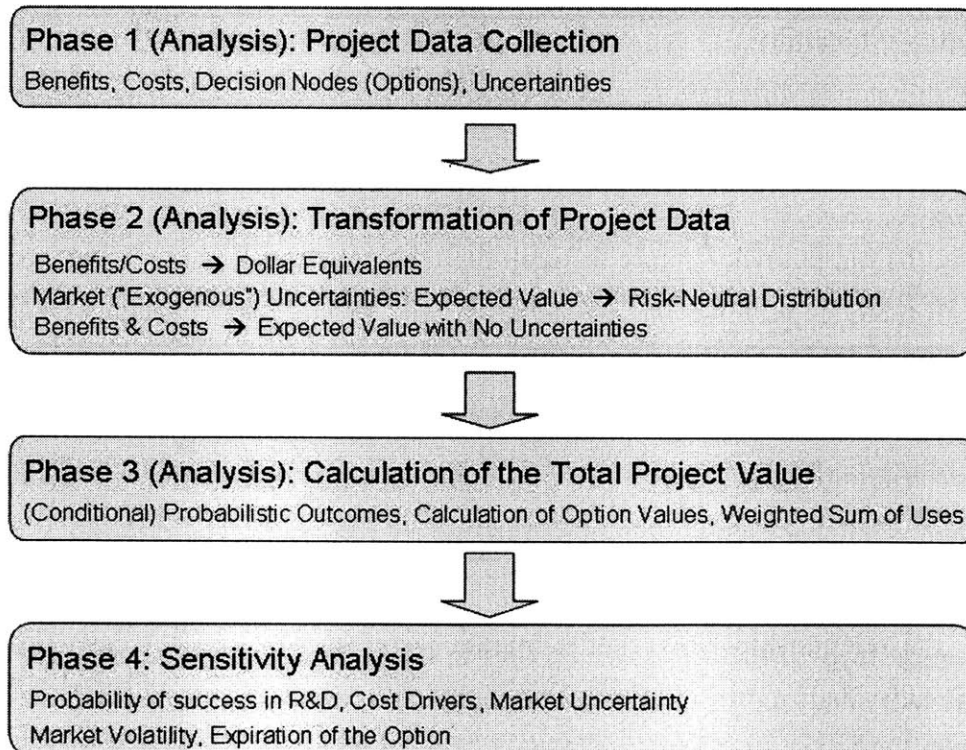 Phase 1 (Analysis): Project Data Collection
Benefits, Costs, Decision Nodes (Options), Uncertainties
Phase 2 (Analysis): Transformation of Project Data
Benefits/Costs → Dollar Equivalents
Market ("Exogenous") Uncertainties: Expected Value → Risk-Neutral Distribution
Benefits & Costs → Expected Value with No Uncertainties
Phase 3 (Analysis): Calculation of the Total Project Value
(Conditional) Probabilistic Outcomes, Calculation of Option Values, Weighted Sum of Uses
Phase 4: Sensitivity Analysis
Probability of success in R&D, Cost Drivers, Market Uncertainty
Market Volatility, Expiration of the Option